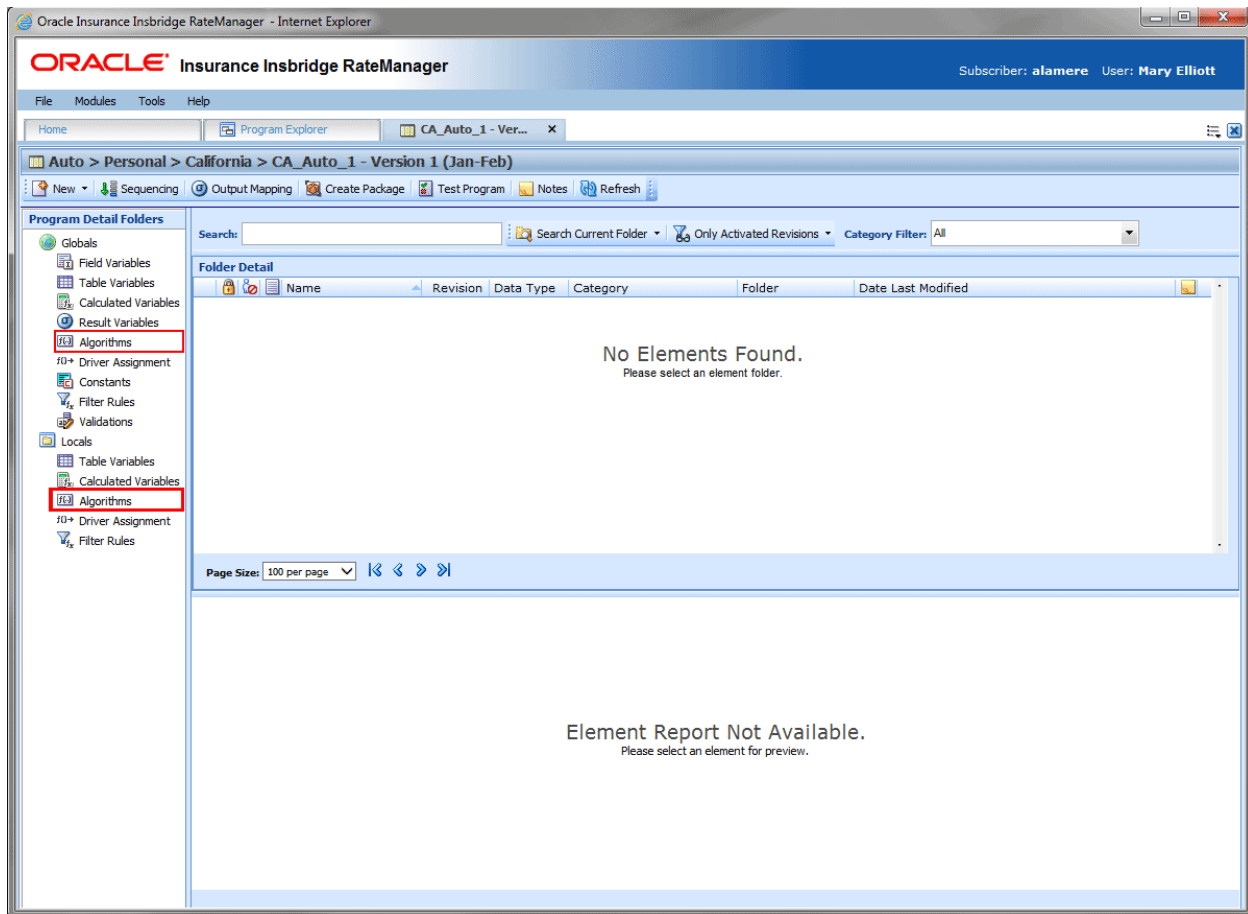 Oracle Insurance Insbridge RateManager - Internet Explorer
ORACLE Insurance Insbridge RateManager
Subscriber: alamere User: Mary Elliott
File Modules Tools Help
Home Program Explorer CA_Auto_1 - Ver... X
Auto > Personal > California > CA_Auto_1 - Version 1 (Jan-Feb)
New Sequencing Output Mapping Create Package Test Program Notes Refresh
Program Detail Folders
Globals
Field Variables
Table Variables
Calculated Variables
Result Variables
Algorithms
Driver Assignment
Constants
Filter Rules
Validations
Locals
Table Variables
Calculated Variables
Algorithms
Driver Assignment
Filter Rules
Search: Search Current Folder Only Activated Revisions Category Filter: All
Folder Detail
Name Revision Data Type Category Folder Date Last Modified
No Elements Found.
Please select an element folder.
Page Size: 100 per page
Element Report Not Available.
Please select an element for preview.